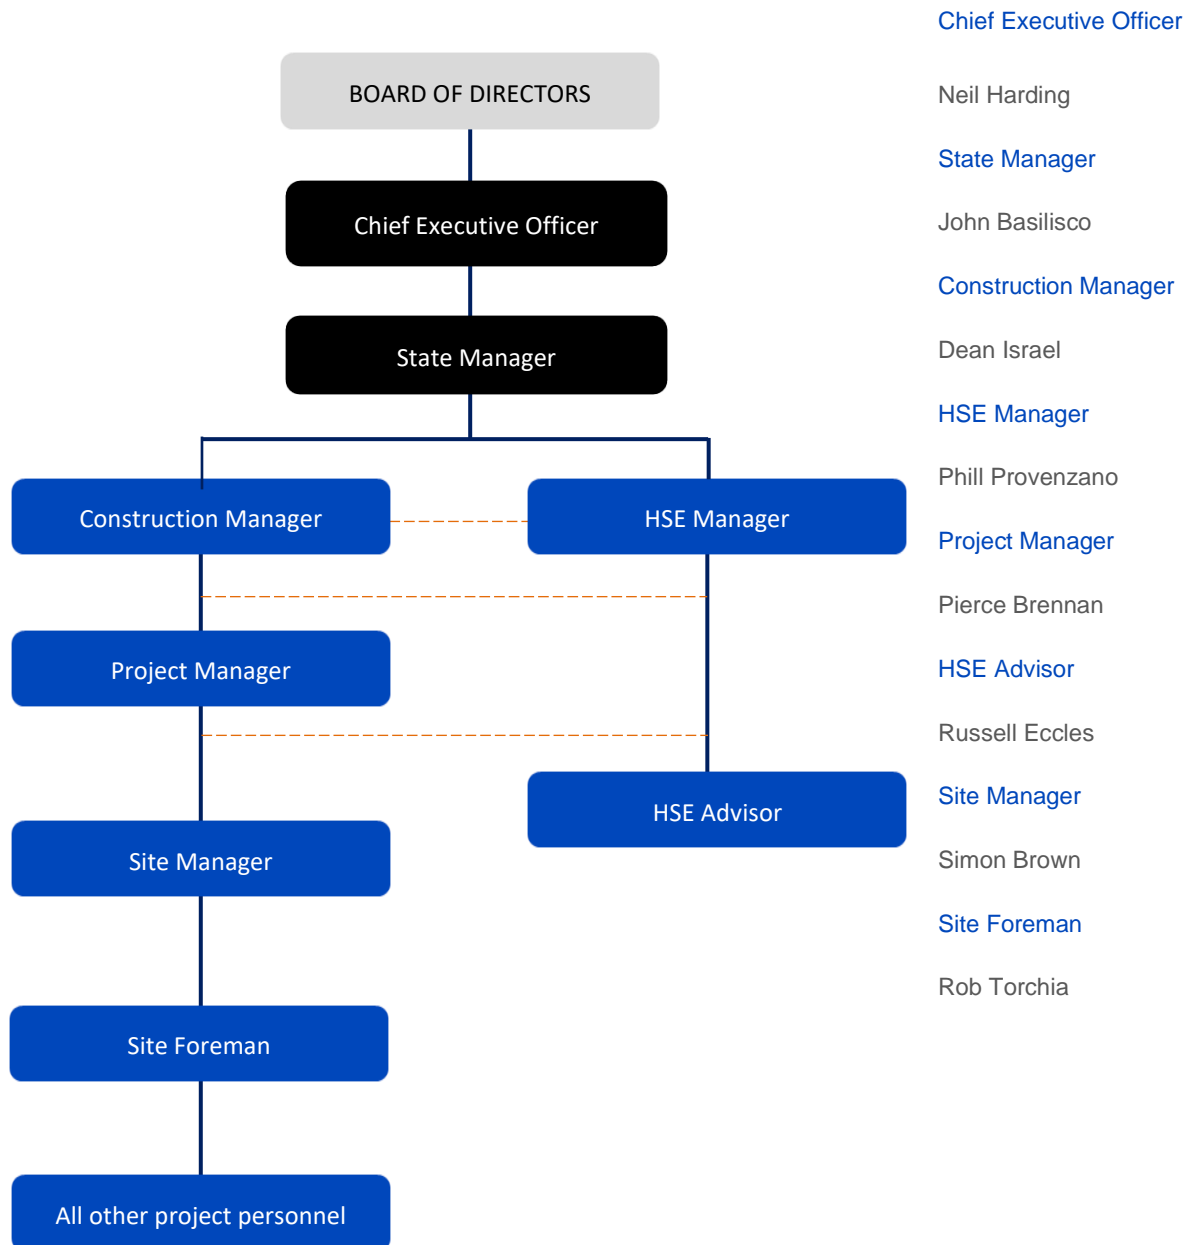 BOARD OF DIRECTORS
Chief Executive Officer
State Manager
Construction Manager
HSE Manager
Project Manager
HSE Advisor
Site Manager
Site Foreman
All other project personnel
Chief Executive Officer
Neil Harding
State Manager
John Basilisco
Construction Manager
Dean Israel
HSE Manager
Phill Provenzano
Project Manager
Pierce Brennan
HSE Advisor
Russell Eccles
Site Manager
Simon Brown
Site Foreman
Rob Torchia